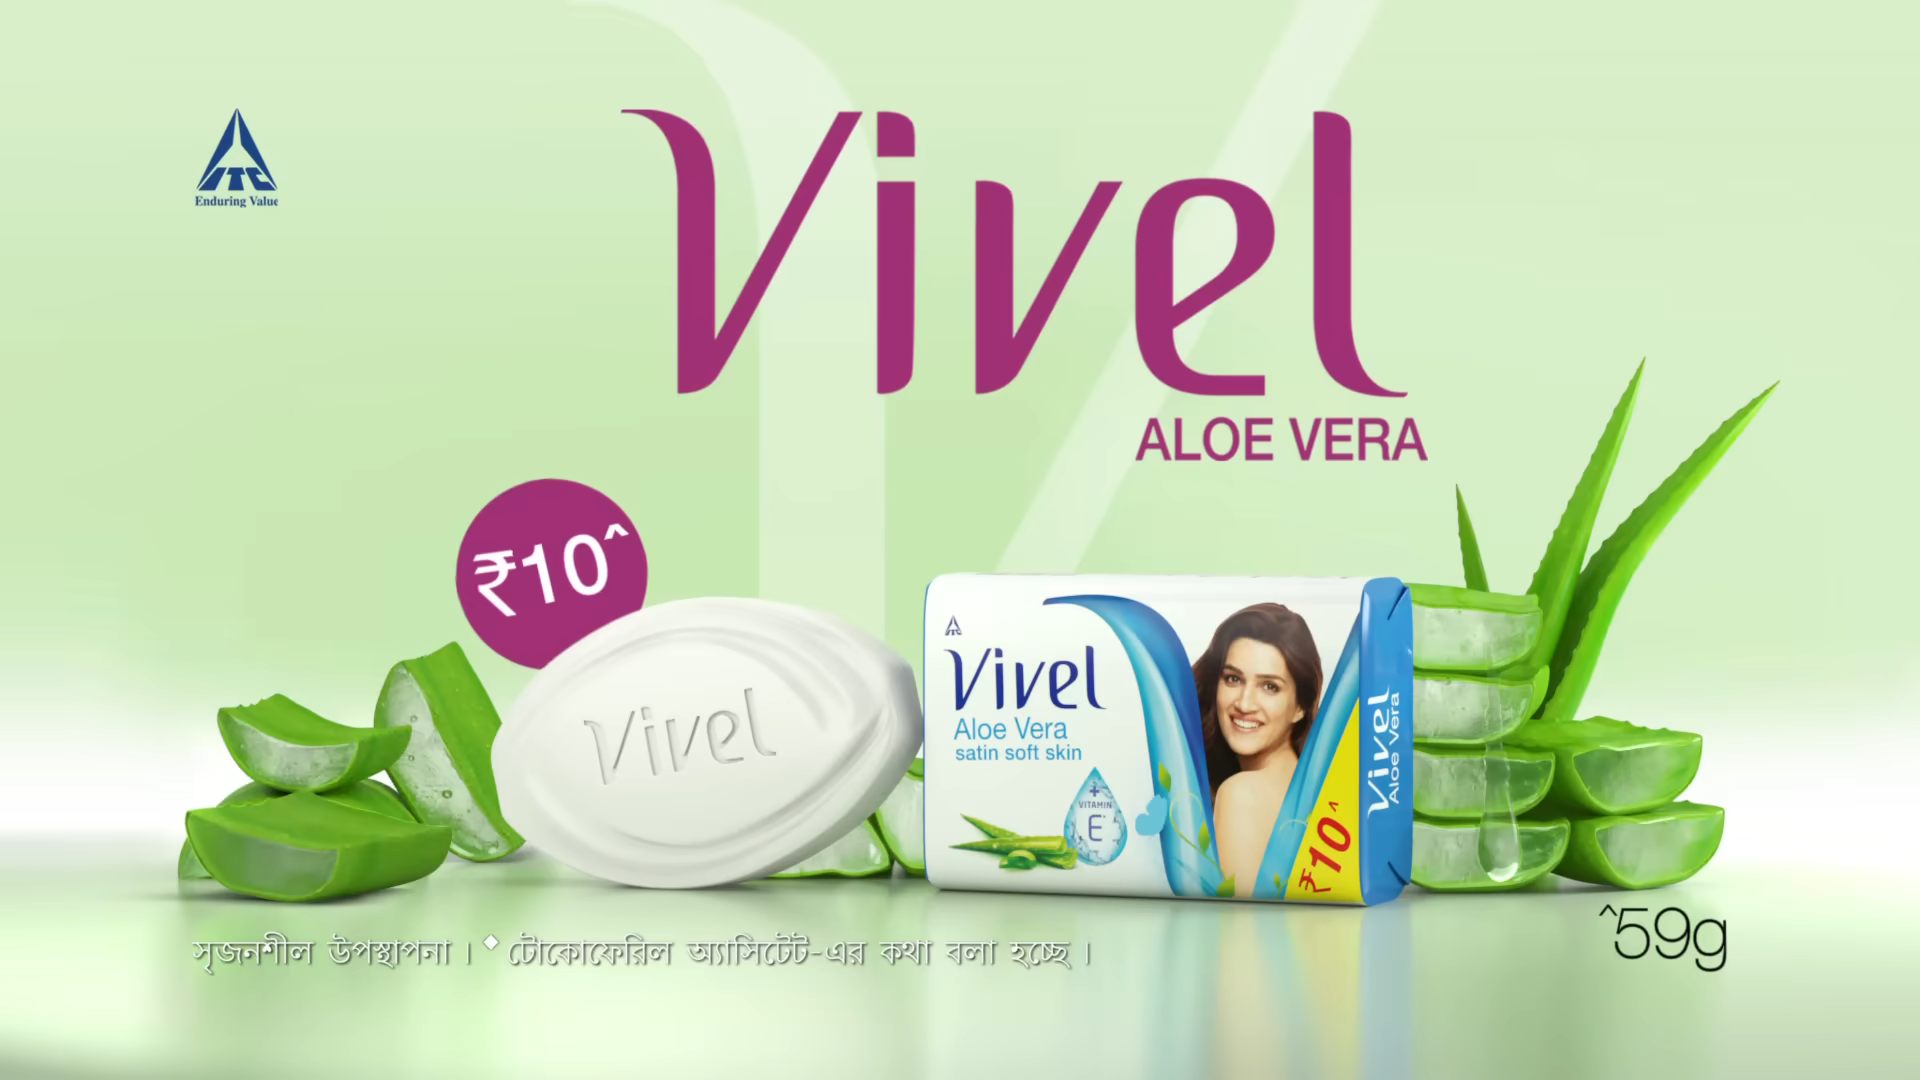 ITC
Enduring Value
Vivel
ALOE VERA
₹10^
Vivel
ITC
Vivel
Aloe Vera
satin soft skin
+
VITAMIN
E
₹10^
Vivel
Aloe Vera
^59g
সৃজনশীল উপস্থাপনা । ◆ টোকোফেরিল অ্যাসিটেট-এর কথা বলা হচ্ছে ।